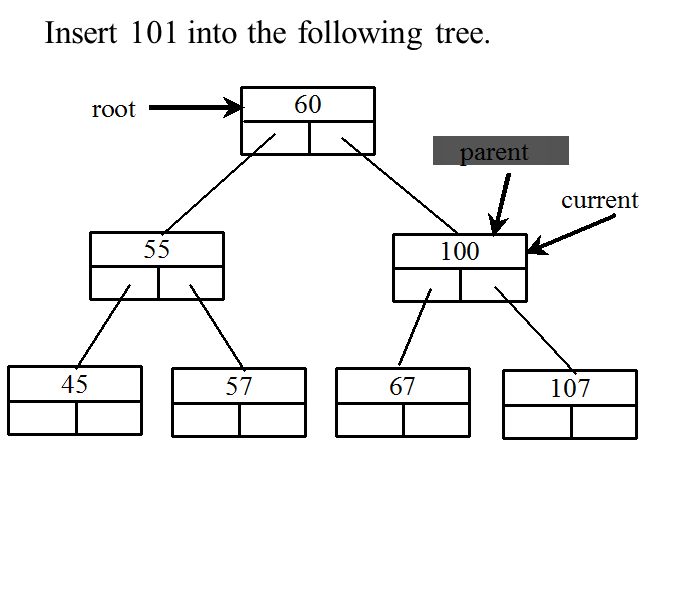 Insert 101 into the following tree.
root
60
parent
current
55
100
45
57
67
107